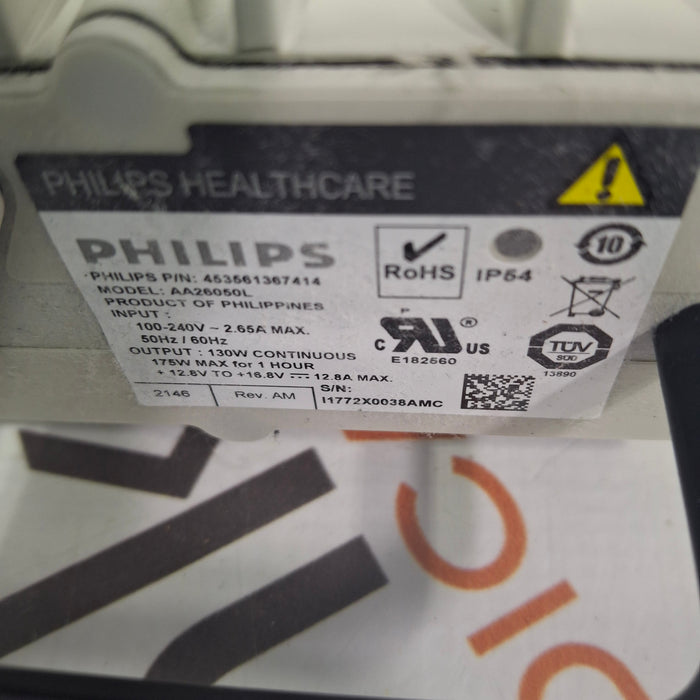 PHILIPS HEALTHCARE
PHILIPS
PHILIPS P/N: 453561367414
MODEL: AA26050L
PRODUCT OF PHILIPPINES
INPUT :
100-240V ~ 2.65A MAX.
50Hz / 60Hz
OUTPUT : 130W CONTINUOUS
175W MAX for 1 HOUR
+ 12.8V TO +16.8V ⎓ 12.8A MAX.
2146
Rev. AM
S/N:
I1772X0038AMC
RoHS
IP54
10
C RU US ®
E182560
TÜV
SÜD
13890